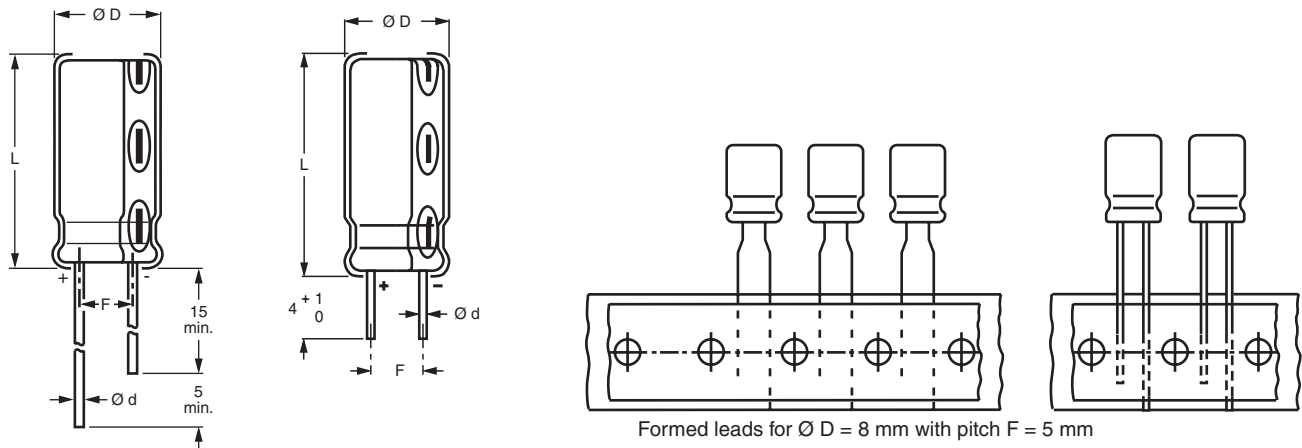 Ø D
L
+
-
F
15
min.
Ø d
5
min.
Ø D
L
+
–
4 + 1
0
Ø d
F
Formed leads for Ø D = 8 mm with pitch F = 5 mm